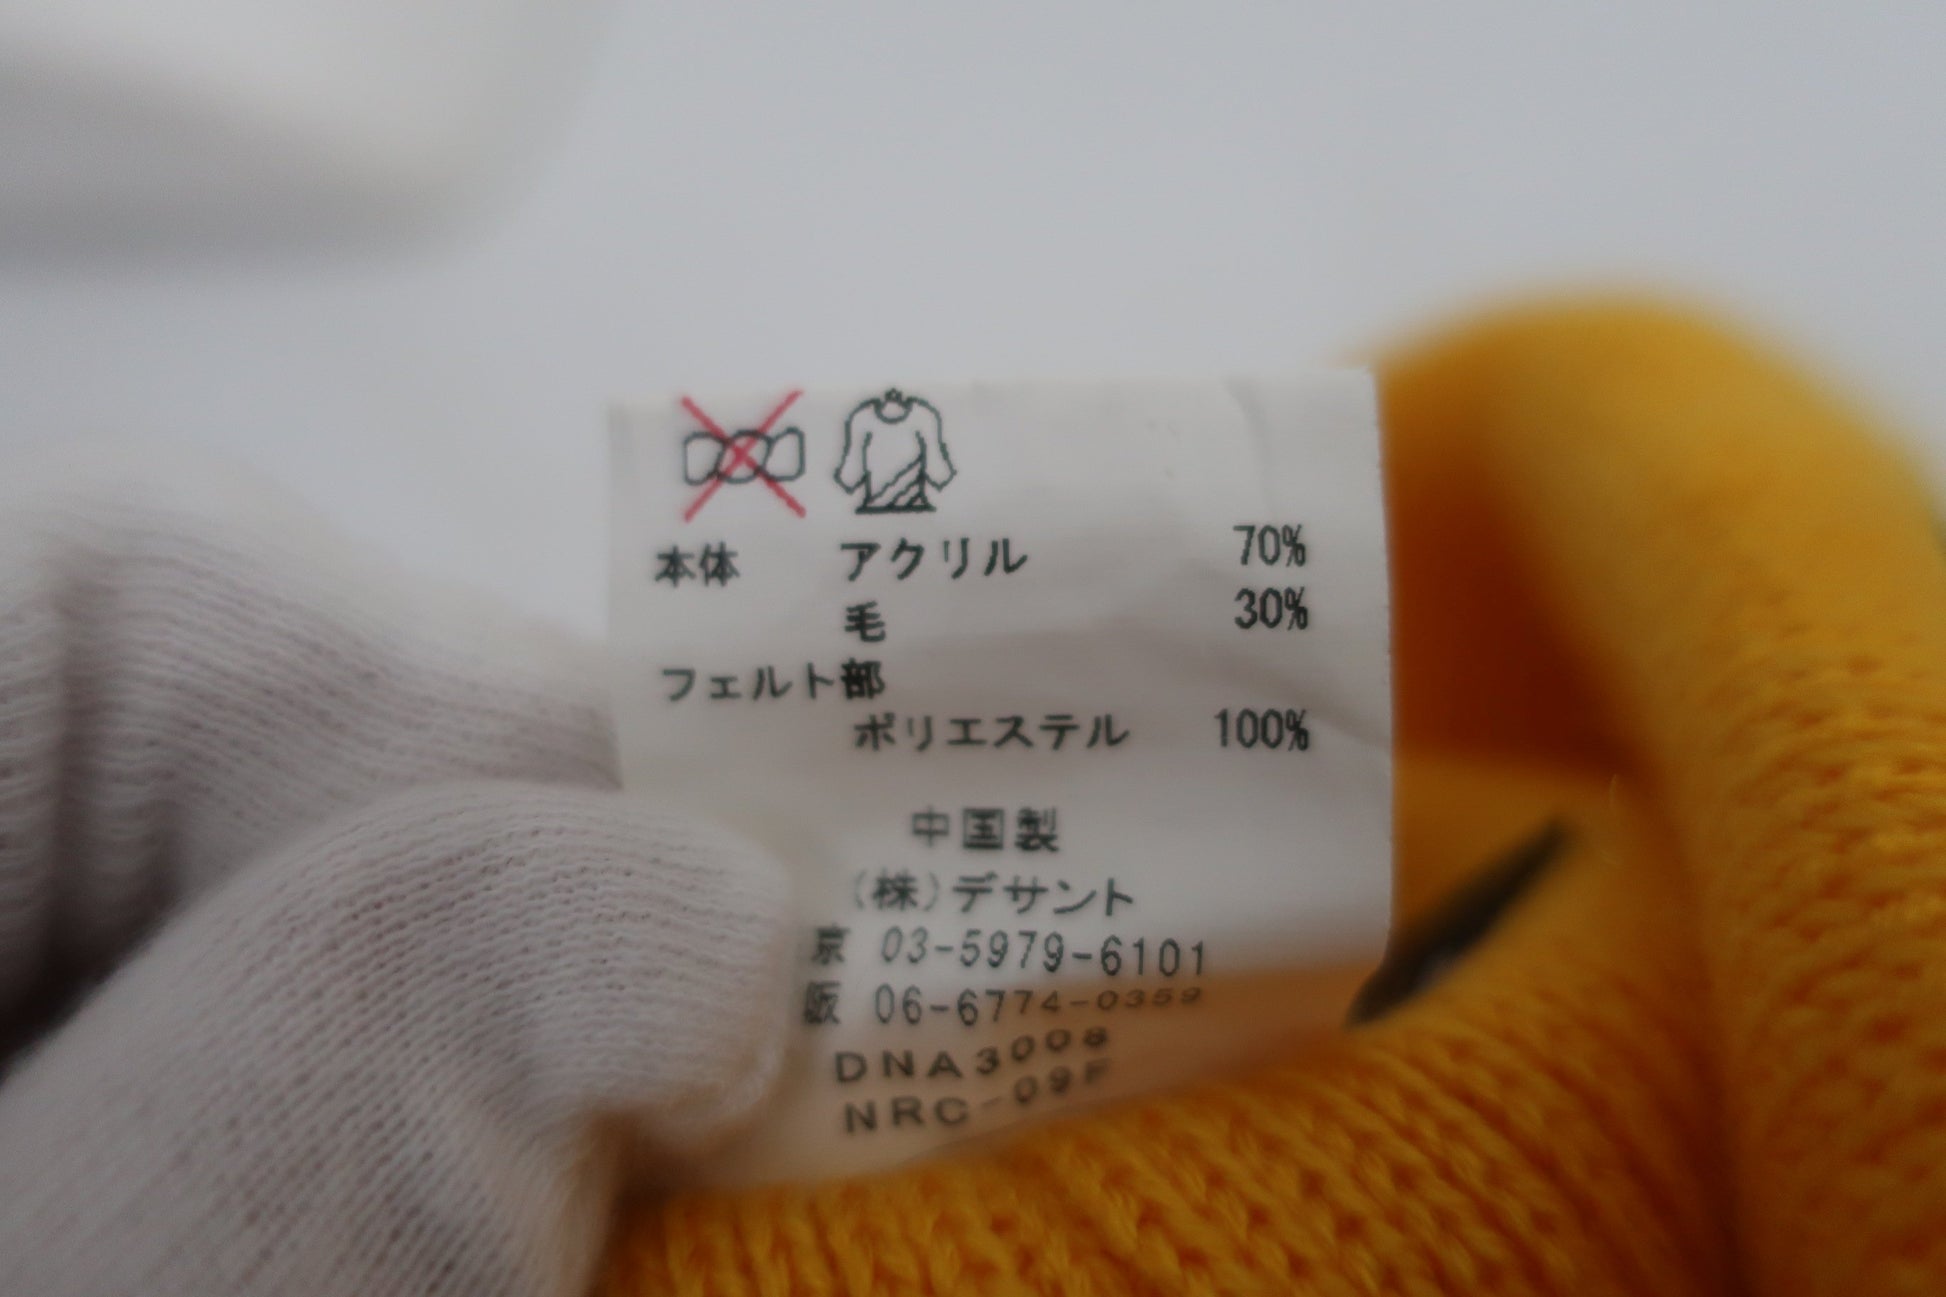 本体 アクリル 70%
毛 30%
フェルト部
ポリエステル 100%
中国製
(株)デサント
京 03-5979-6101
阪 06-6774-0359
DNA3008
NRC-09F